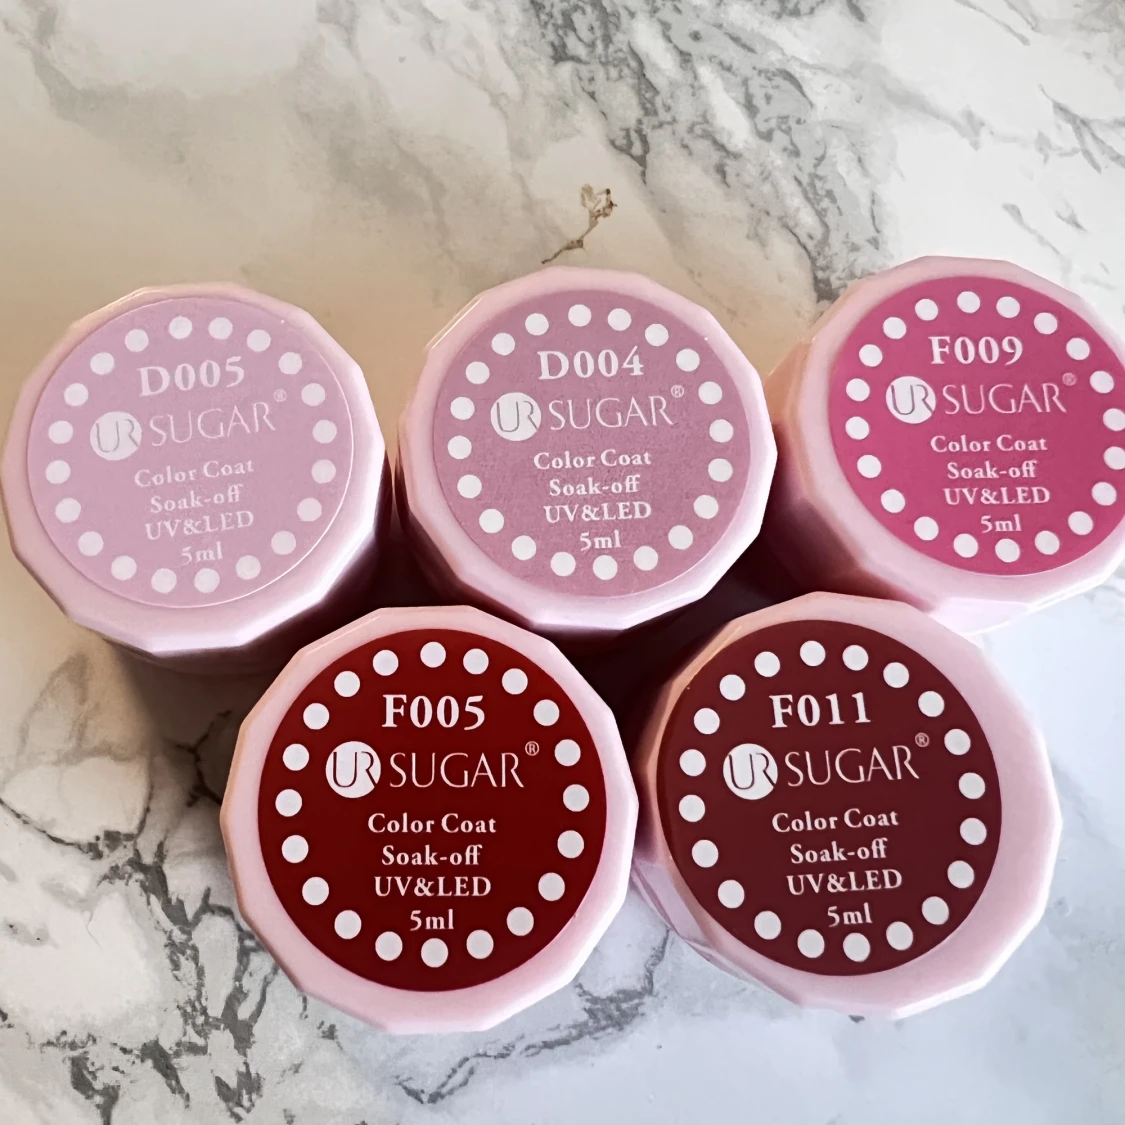 D005
UR SUGAR®
Color Coat
Soak-off
UV&LED
5ml
D004
UR SUGAR®
Color Coat
Soak-off
UV&LED
5ml
F009
UR SUGAR®
Color Coat
Soak-off
UV&LED
5ml
F005
UR SUGAR®
Color Coat
Soak-off
UV&LED
5ml
F011
UR SUGAR®
Color Coat
Soak-off
UV&LED
5ml